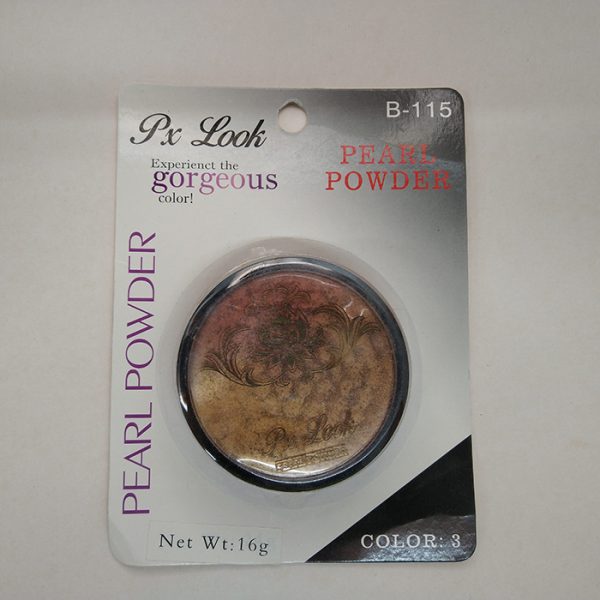 B-115
Px Look
Experienct the
gorgeous
color!
PEARL
POWDER
PEARL POWDER
Px Look
Net Wt:16g
COLOR: 3